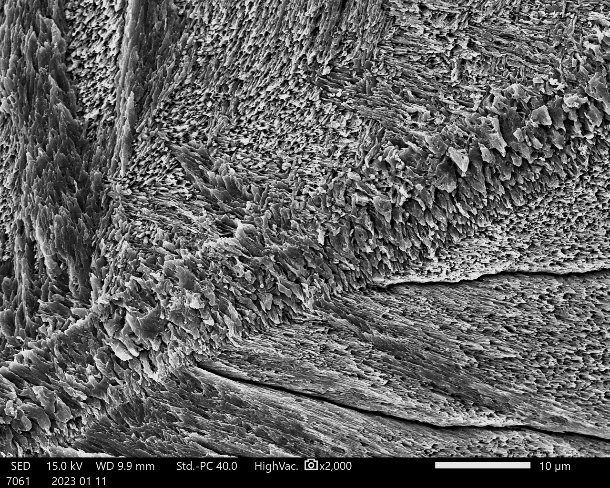 SED 15.0 kV WD 9.9 mm Std.-PC 40.0 HighVac. x2,000 10 µm
7061 2023 01 11